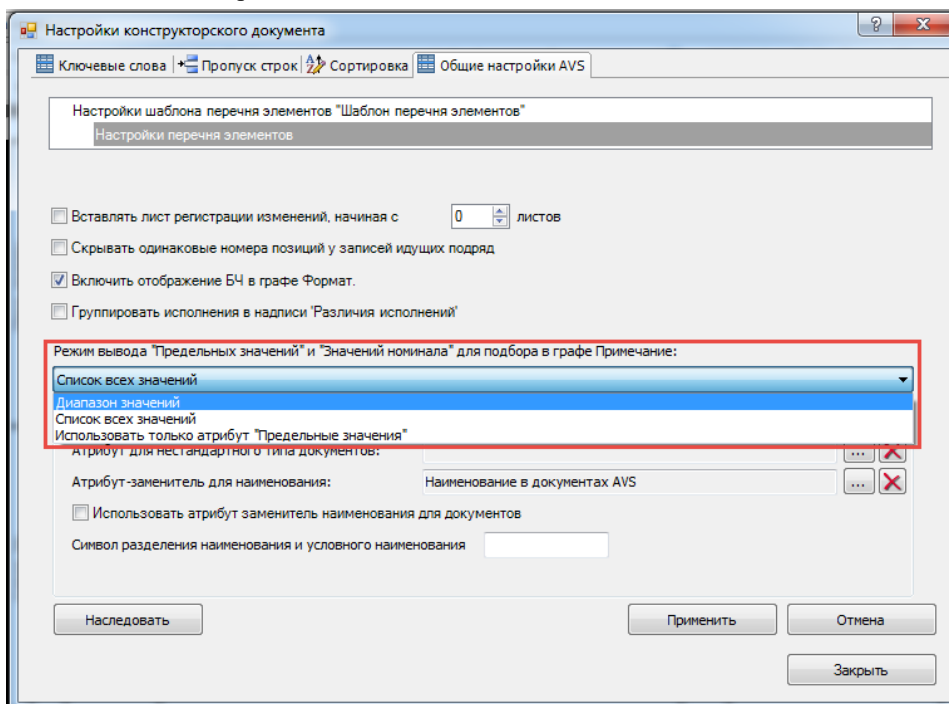 Настройки конструкторского документа
Ключевые слова Пропуск строк Сортировка Общие настройки AVS
Настройки шаблона перечня элементов "Шаблон перечня элементов"
Настройки перечня элементов
Вставлять лист регистрации изменений, начиная с 0 листов
Скрывать одинаковые номера позиций у записей идущих подряд
Включить отображение БЧ в графе Формат.
Группировать исполнения в надписи 'Различия исполнений'
Режим вывода "Предельных значений" и "Значений номинала" для подбора в графе Примечание:
Список всех значений
Диапазон значений
Список всех значений
Использовать только атрибут "Предельные значения"
Атрибут для нестандартного типа документов: ...
Атрибут-заменитель для наименования: Наименование в документах AVS ...
Использовать атрибут заменитель наименования для документов
Символ разделения наименования и условного наименования
Наследовать Применить Отмена
Закрыть